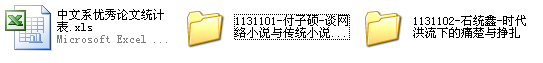 中文系优秀论文统计
表.xls
Microsoft Excel ...
1131101-付子硕-谈网
络小说与传统小说...
1131102-石统鑫-时代
洪流下的痛楚与挣扎